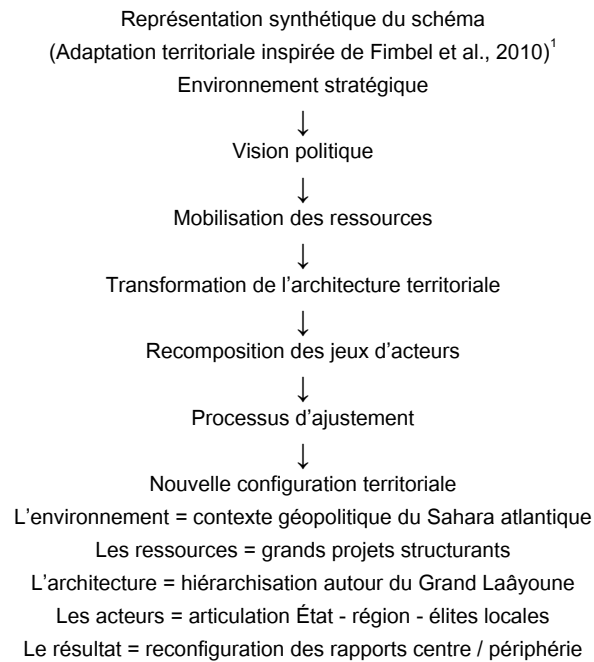 Représentation synthétique du schéma
(Adaptation territoriale inspirée de Fimbel et al., 2010)¹
Environnement stratégique
↓
Vision politique
↓
Mobilisation des ressources
↓
Transformation de l’architecture territoriale
↓
Recomposition des jeux d’acteurs
↓
Processus d’ajustement
↓
Nouvelle configuration territoriale
L’environnement = contexte géopolitique du Sahara atlantique
Les ressources = grands projets structurants
L’architecture = hiérarchisation autour du Grand Laâyoune
Les acteurs = articulation État - région - élites locales
Le résultat = reconfiguration des rapports centre / périphérie